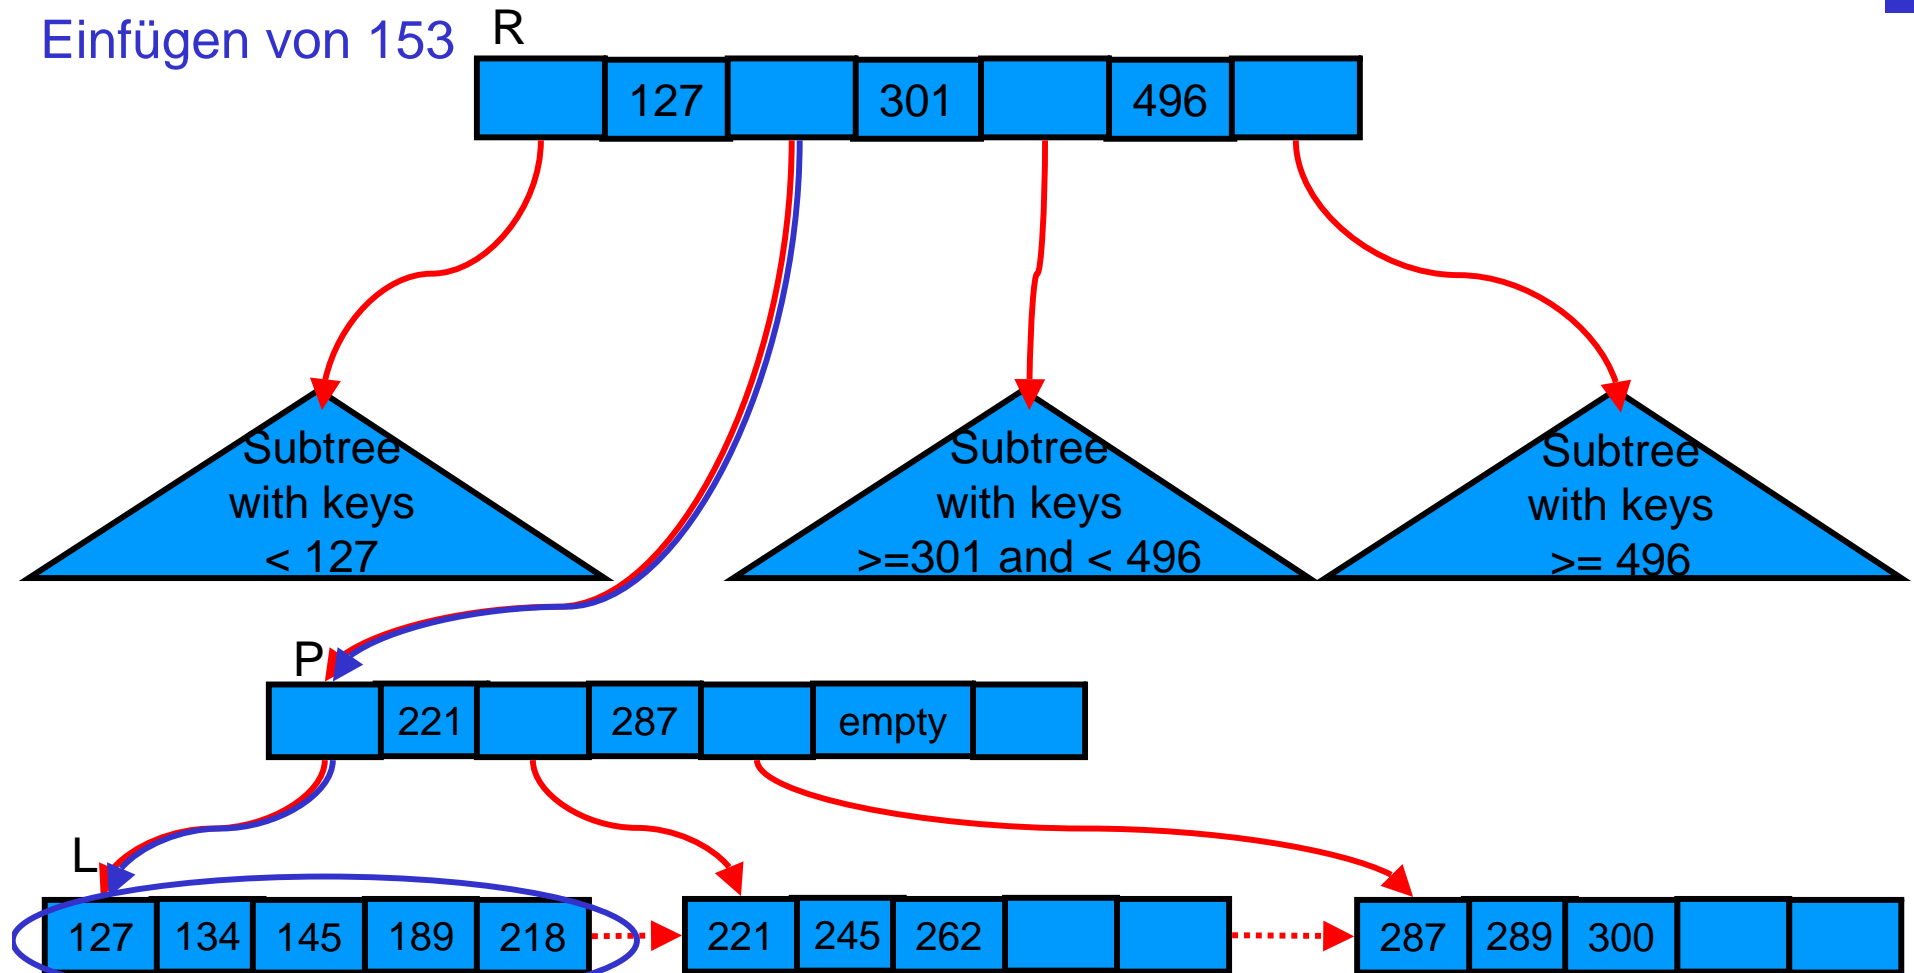 Einfügen von 153
R
127 301 496
Subtree
with keys
< 127
Subtree
with keys
>=301 and < 496
Subtree
with keys
>= 496
P
221 287 empty
L
127 134 145 189 218
221 245 262
287 289 300